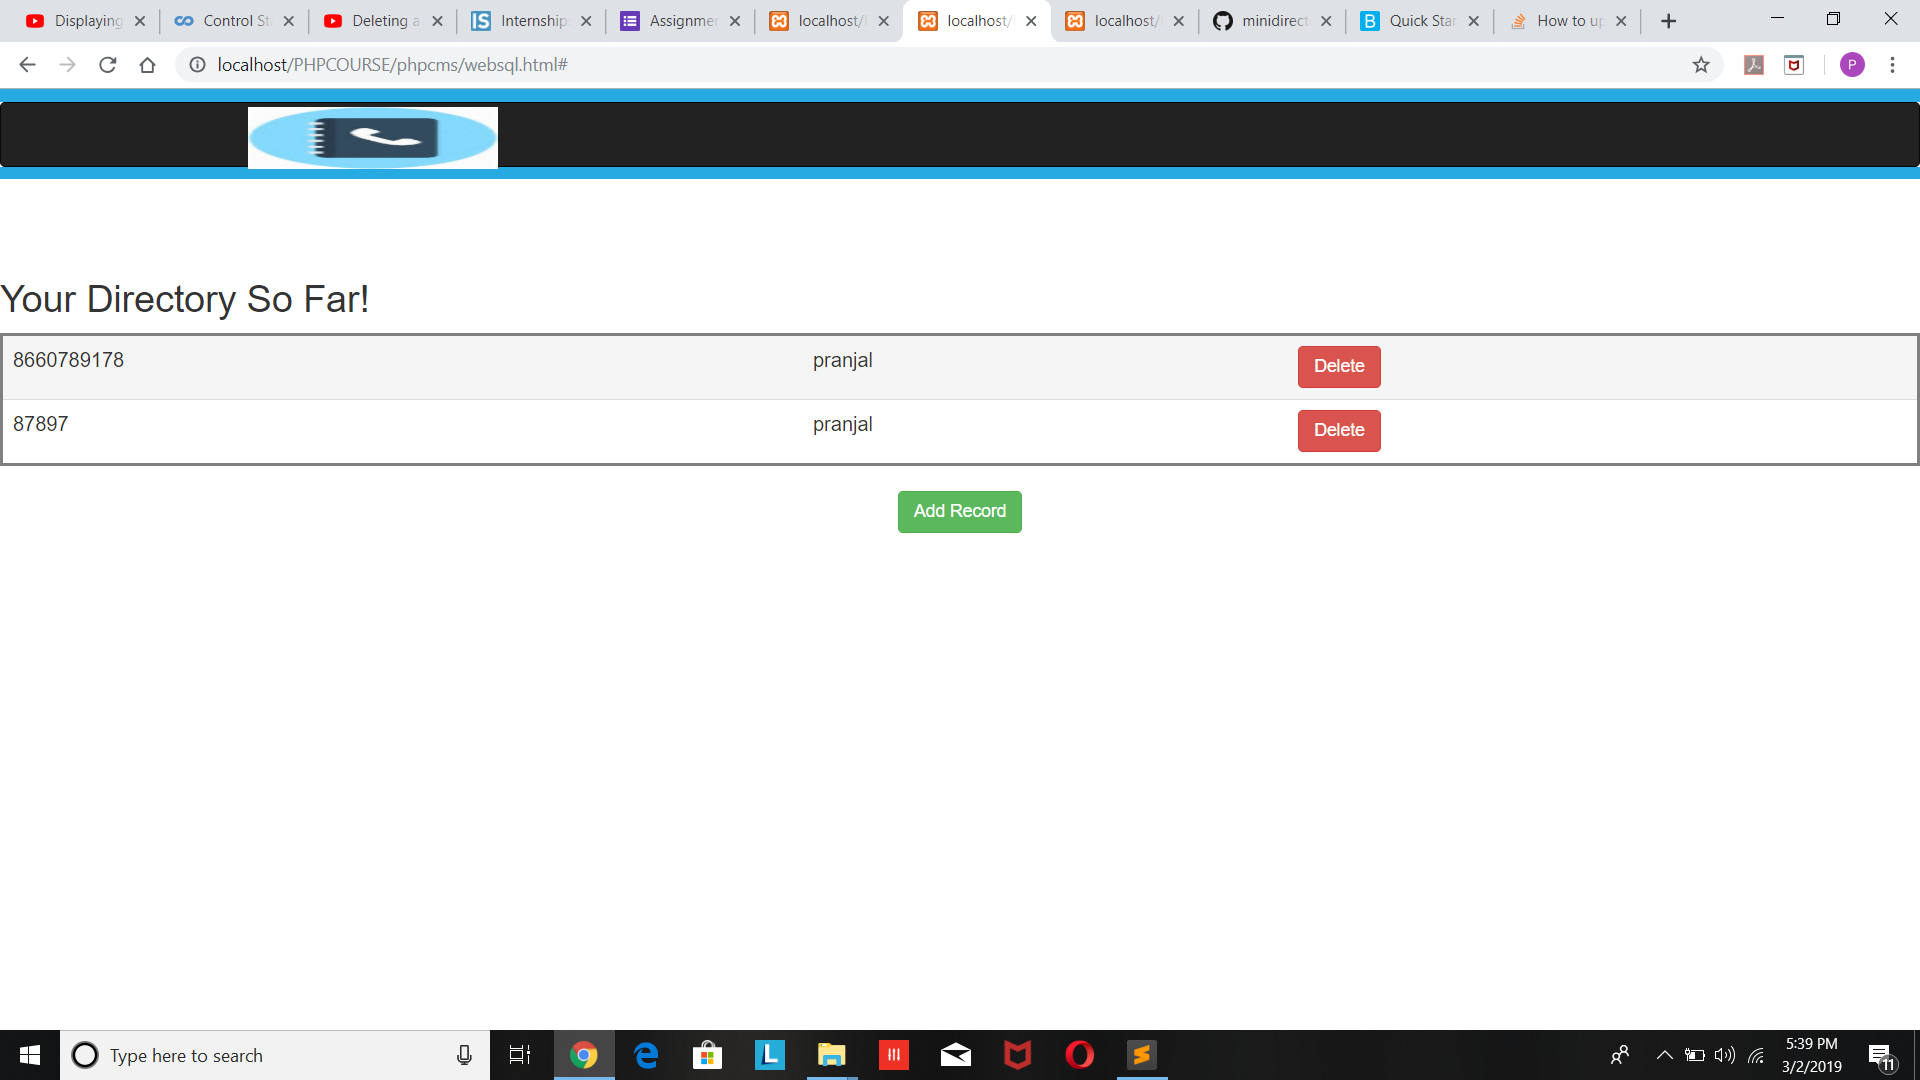 Displaying
Control St
Deleting a
Internship
Assignmen
localhost/
localhost/
localhost/
minidirect
Quick Star
How to up
localhost/PHPCOURSE/phpcms/websql.html#
P
Your Directory So Far!
8660789178 pranjal Delete
87897 pranjal Delete
Add Record
Type here to search
5:39 PM
3/2/2019
11